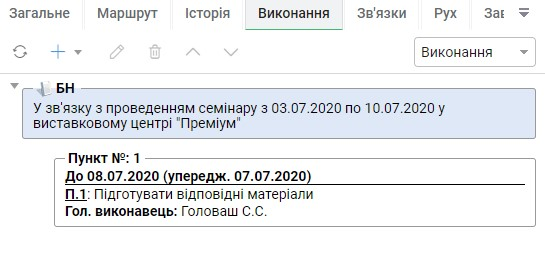 Загальне Маршрут Історія Виконання Зв'язки Рух
Виконання
БН
У зв'язку з проведенням семінару з 03.07.2020 по 10.07.2020 у
виставковому центрі "Преміум"
Пункт №: 1
До 08.07.2020 (упередж. 07.07.2020)
П.1: Підготувати відповідні матеріали
Гол. виконавець: Головаш С.С.